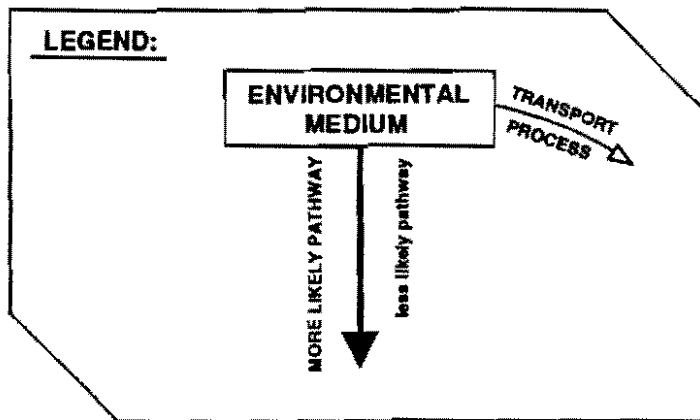 LEGEND:
ENVIRONMENTAL
MEDIUM
TRANSPORT
PROCESS
MORE LIKELY PATHWAY
less likely pathway